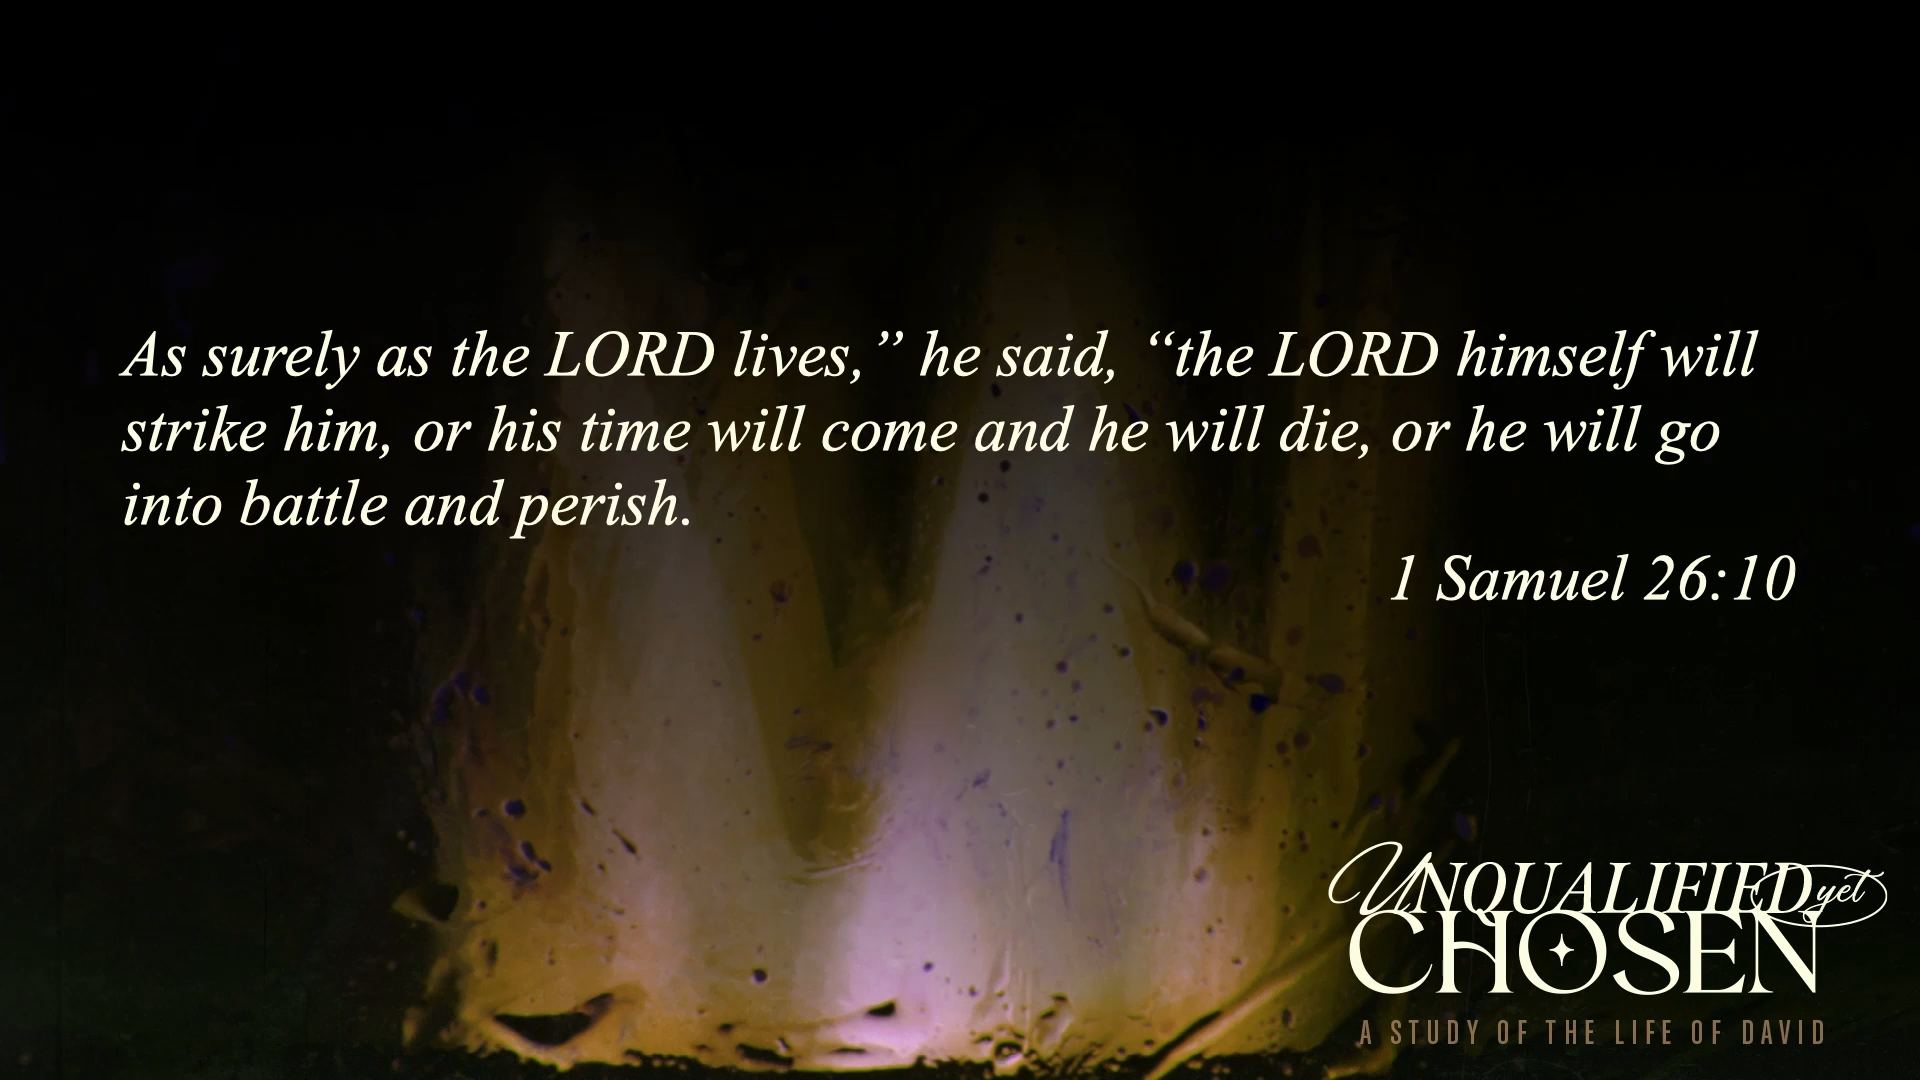 As surely as the LORD lives,” he said, “the LORD himself will
strike him, or his time will come and he will die, or he will go
into battle and perish.
1 Samuel 26:10
UNQUALIFIED yet
CHOSEN
A STUDY OF THE LIFE OF DAVID